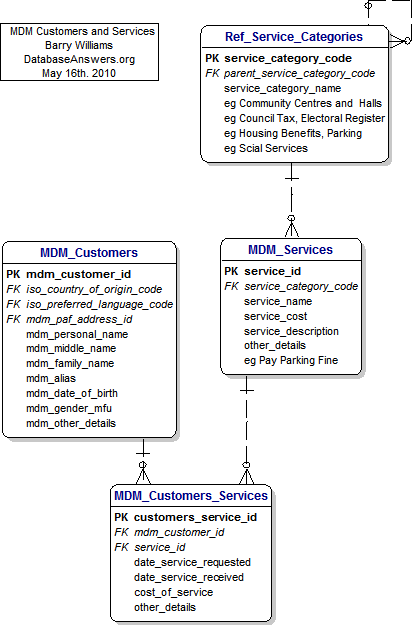 MDM Customers and Services
Barry Williams
DatabaseAnswers.org
May 16th. 2010
Ref_Service_Categories
PK service_category_code
FK parent_service_category_code
service_category_name
eg Community Centres and Halls
eg Council Tax, Electoral Register
eg Housing Benefits, Parking
eg Scial Services
MDM_Customers
PK mdm_customer_id
FK iso_country_of_origin_code
FK iso_preferred_language_code
FK mdm_paf_address_id
mdm_personal_name
mdm_middle_name
mdm_family_name
mdm_alias
mdm_date_of_birth
mdm_gender_mfu
mdm_other_details
MDM_Services
PK service_id
FK service_category_code
service_name
service_cost
service_description
other_details
eg Pay Parking Fine
MDM_Customers_Services
PK customers_service_id
FK mdm_customer_id
FK service_id
date_service_requested
date_service_received
cost_of_service
other_details